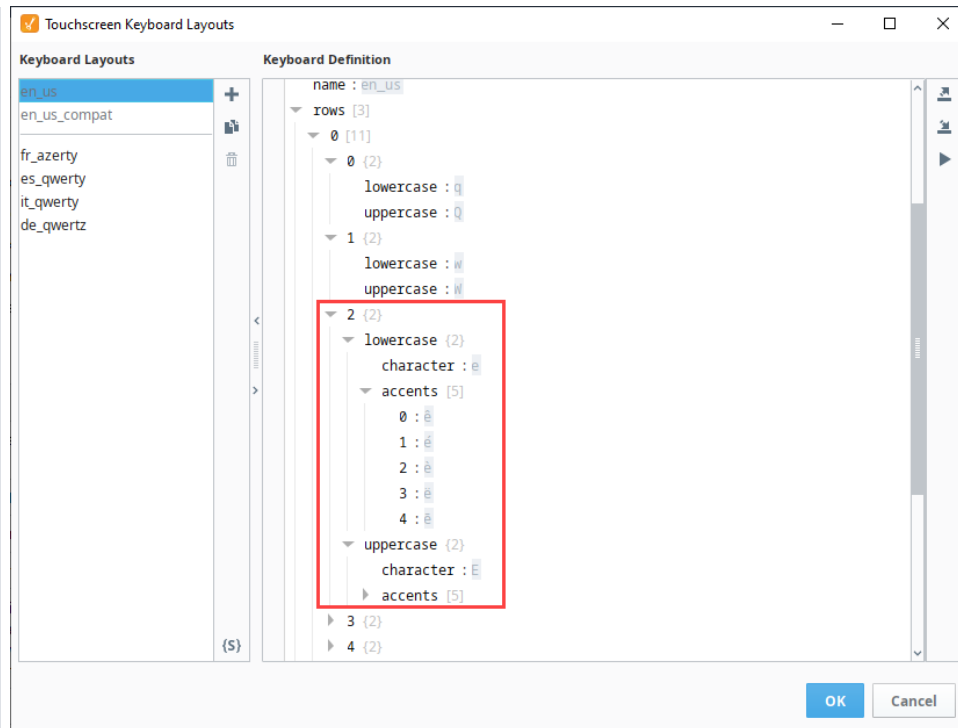 Touchscreen Keyboard Layouts
Keyboard Layouts
Keyboard Definition
en_us
en_us_compat
fr_azerty
es_qwerty
it_qwerty
de_qwertz
{S}
name : en_us
rows [3]
0 [11]
0 {2}
lowercase : q
uppercase : Q
1 {2}
lowercase : w
uppercase : W
2 {2}
lowercase {2}
character : e
accents [5]
0 : ê
1 : é
2 : è
3 : ë
4 :
uppercase {2}
character : E
accents [5]
3 {2}
4 {2}
OK
Cancel